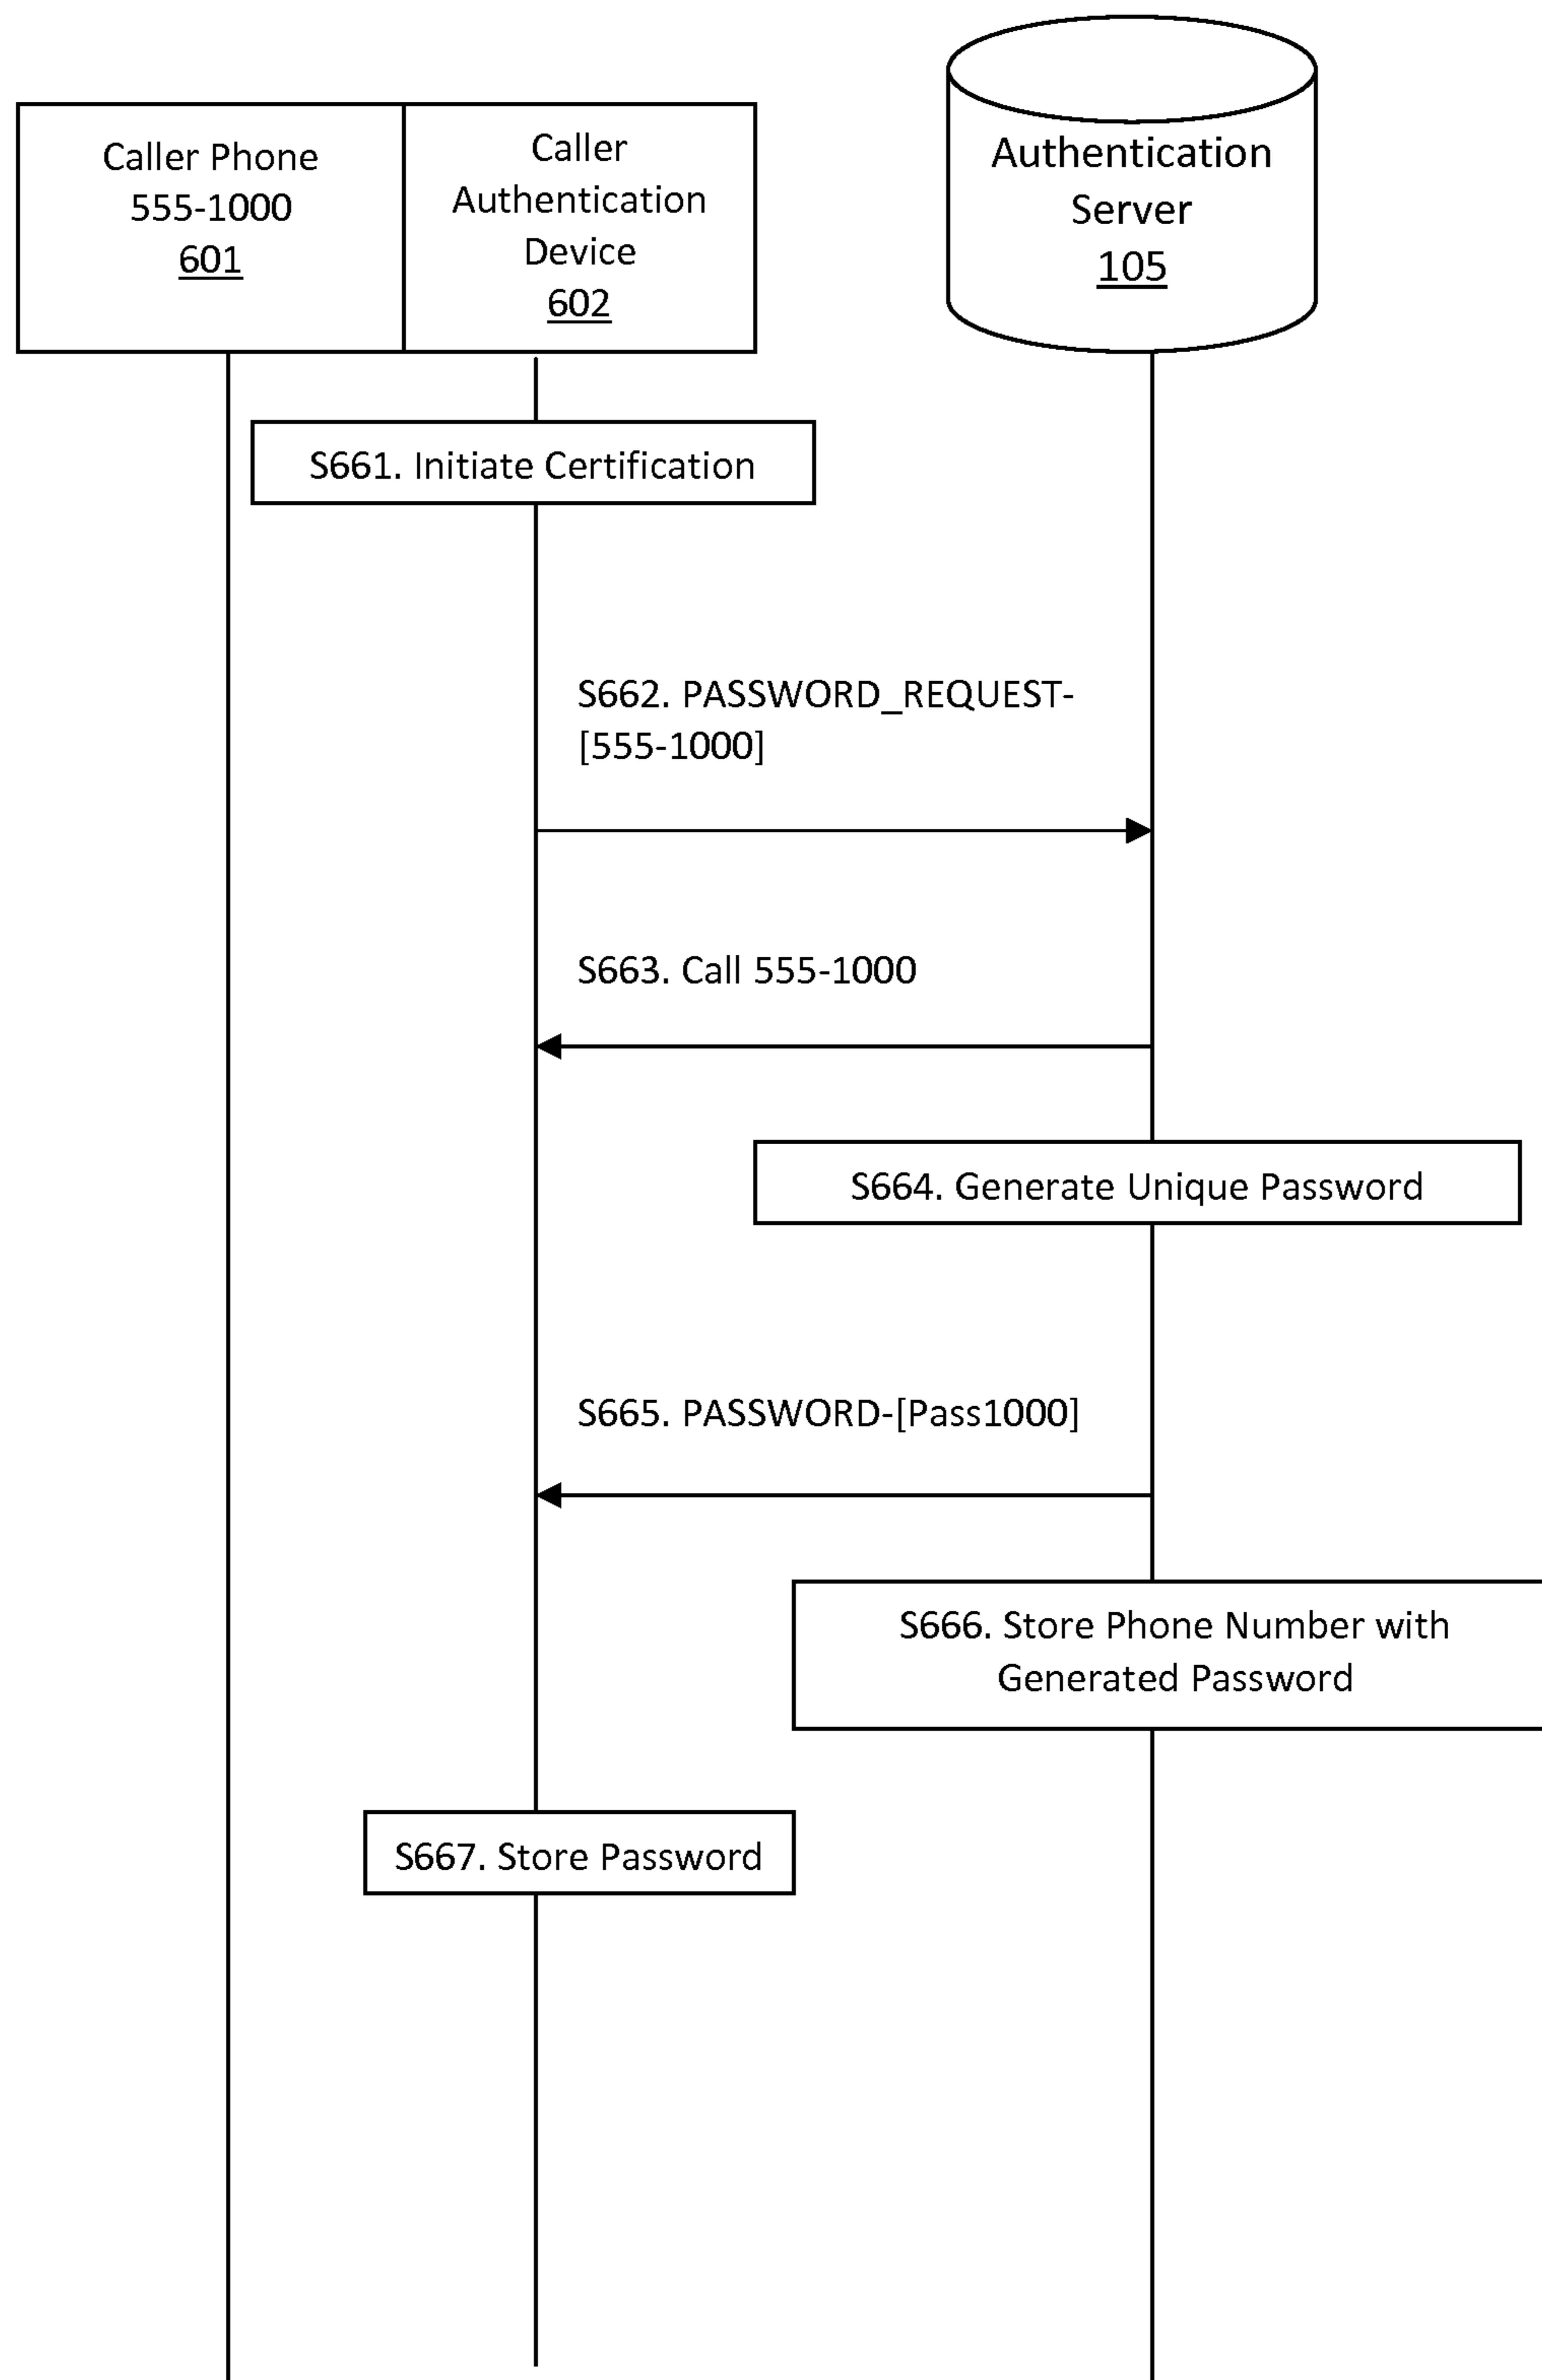 Caller Phone
555-1000
601
Caller
Authentication
Device
602
Authentication
Server
105
S661. Initiate Certification
S662. PASSWORD_REQUEST-
[555-1000]
S663. Call 555-1000
S664. Generate Unique Password
S665. PASSWORD-[Pass1000]
S666. Store Phone Number with
Generated Password
S667. Store Password